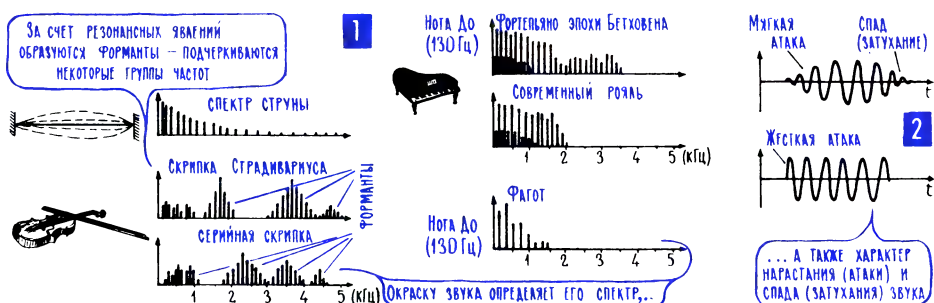 За счет резонансных явлений
образуются форманты — подчеркиваются
некоторые группы частот
1
Спектр струны
Скрипка Страдивариуса
Форманты
Серийная скрипка
1 2 3 4 5 (кГц)
Нота До
(130 Гц)
Фортепьяно эпохи Бетховена
Современный рояль
1 2 3 4 5 (кГц)
Нота До
(130 Гц)
Фагот
1 2 3 4 5
Окраску звука определяет его спектр,..
Мягкая
атака
Спад
(затухание)
t
2
Жесткая атака
t
...а также характер
нарастания (атаки) и
спада (затухания) звука